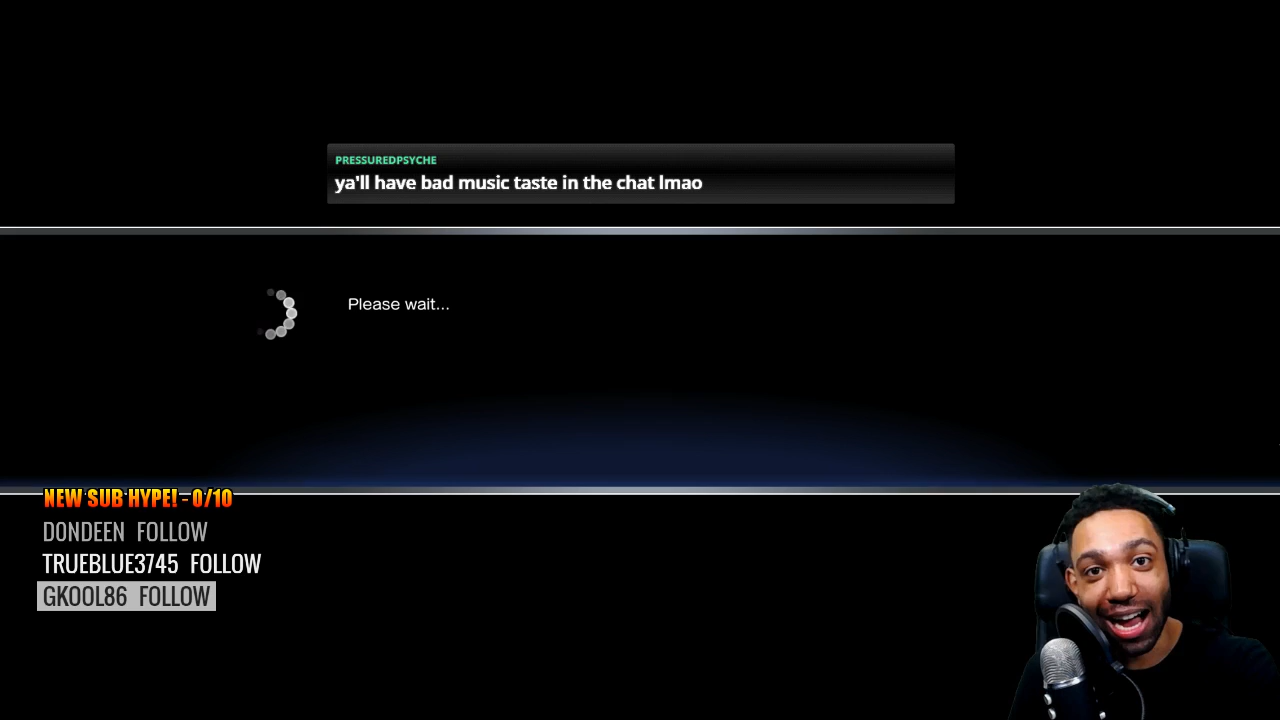 PRESSUREDPSYCHE
ya'll have bad music taste in the chat lmao
Please wait...
NEW SUB HYPE! - 0/10
DONDEEN FOLLOW
TRUEBLUE3745 FOLLOW
GKOOL86 FOLLOW